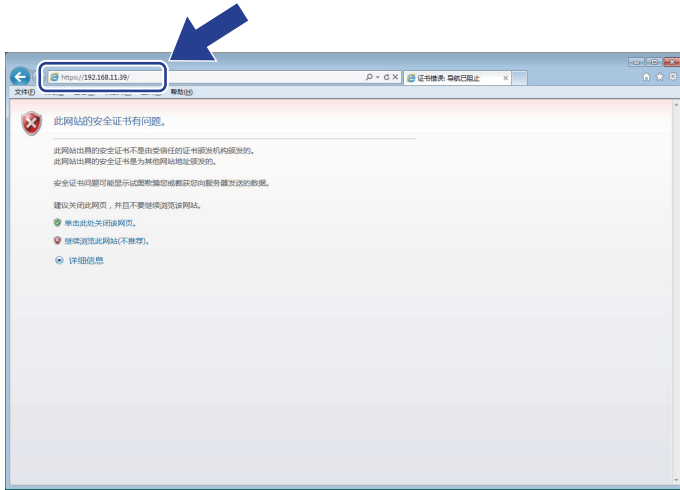 https://192.168.11.39/
证书错误: 导航已阻止
文件(F)
帮助(H)
此网站的安全证书有问题。
此网站出具的安全证书不是由受信任的证书颁发机构颁发的。
此网站出具的安全证书是为其他网站地址颁发的。
安全证书问题可能显示试图欺骗您或截获您向服务器发送的数据。
建议关闭此网页，并且不要继续浏览该网站。
单击此处关闭该网页。
继续浏览此网站(不推荐)。
详细信息